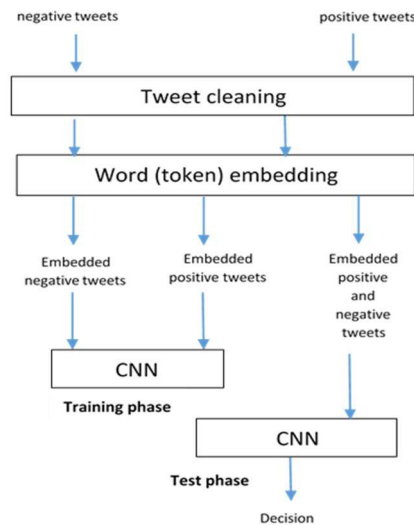 negative tweets
positive tweets
Tweet cleaning
Word (token) embedding
Embedded
negative tweets
Embedded
positive tweets
Embedded
positive
and
negative
tweets
CNN
Training phase
CNN
Test phase
Decision